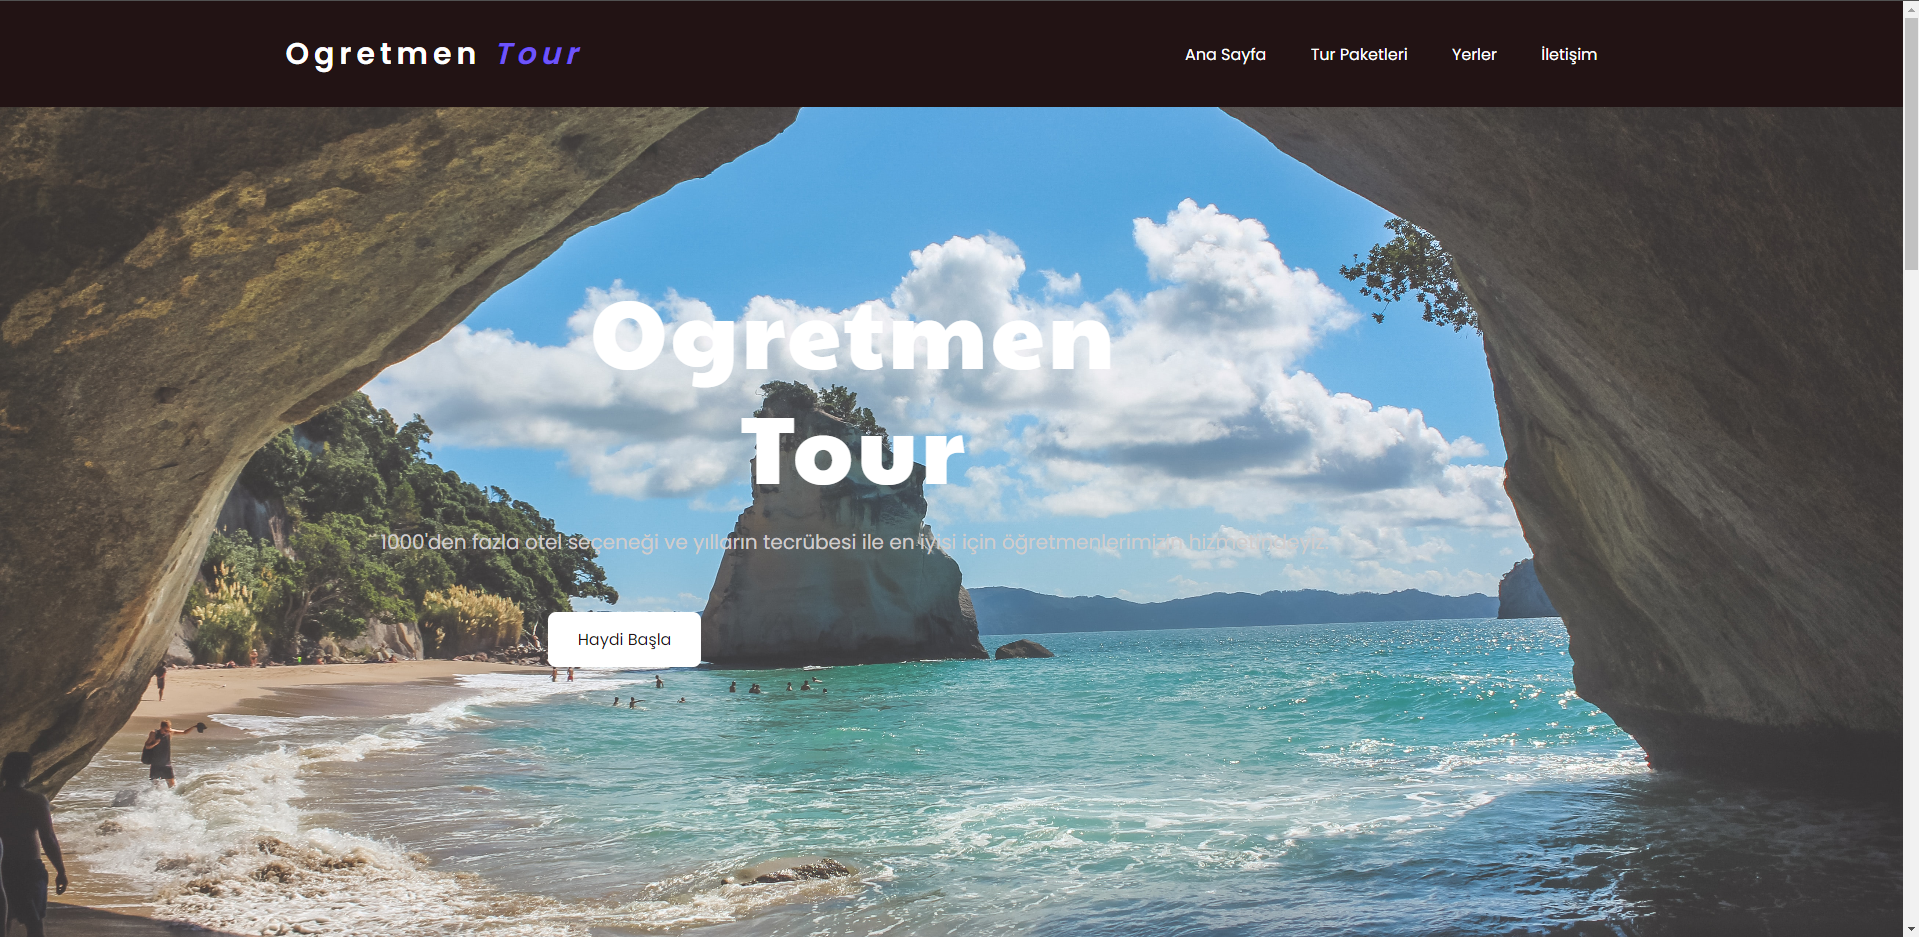 Ogretmen Tour
Ana Sayfa
Tur Paketleri
Yerler
İletişim
Ogretmen
Tour
1000'den fazla otel seçeneği ve yılların tecrübesi ile en iyisi için öğretmenlerimizin hizmetindeyiz.
Haydi Başla